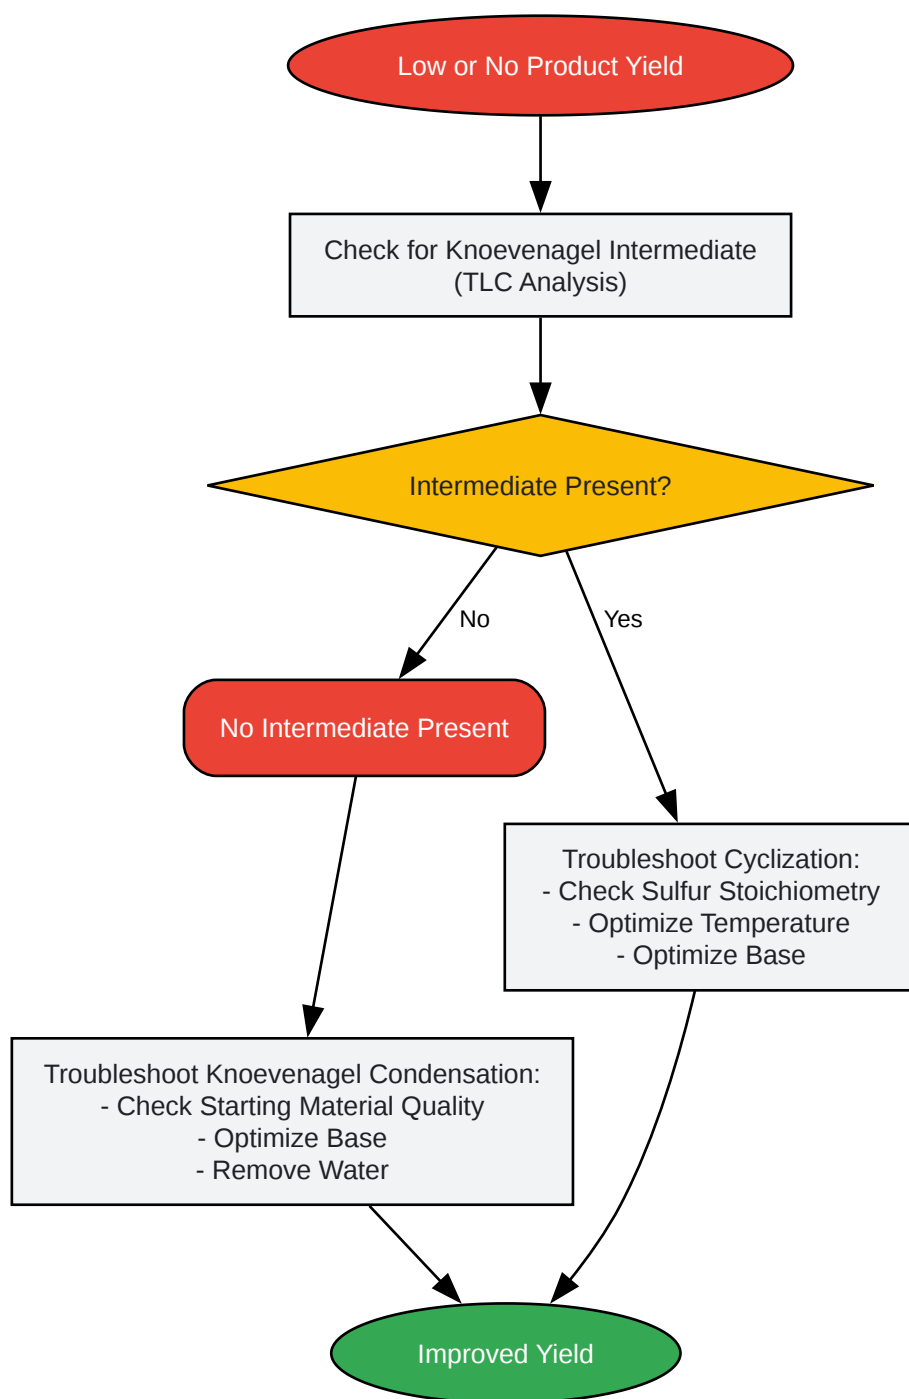 Low or No Product Yield
Check for Knoevenagel Intermediate
(TLC Analysis)
Intermediate Present?
No
Yes
No Intermediate Present
Troubleshoot Cyclization:
- Check Sulfur Stoichiometry
- Optimize Temperature
- Optimize Base
Troubleshoot Knoevenagel Condensation:
- Check Starting Material Quality
- Optimize Base
- Remove Water
Improved Yield